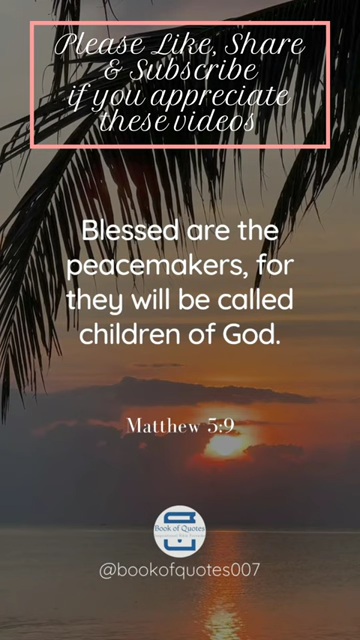 Please Like, Share
& Subscribe
if you appreciate
these videos
Blessed are the
peacemakers, for
they will be called
children of God.
Matthew 5:9
Book of Quotes
@bookofquotes007